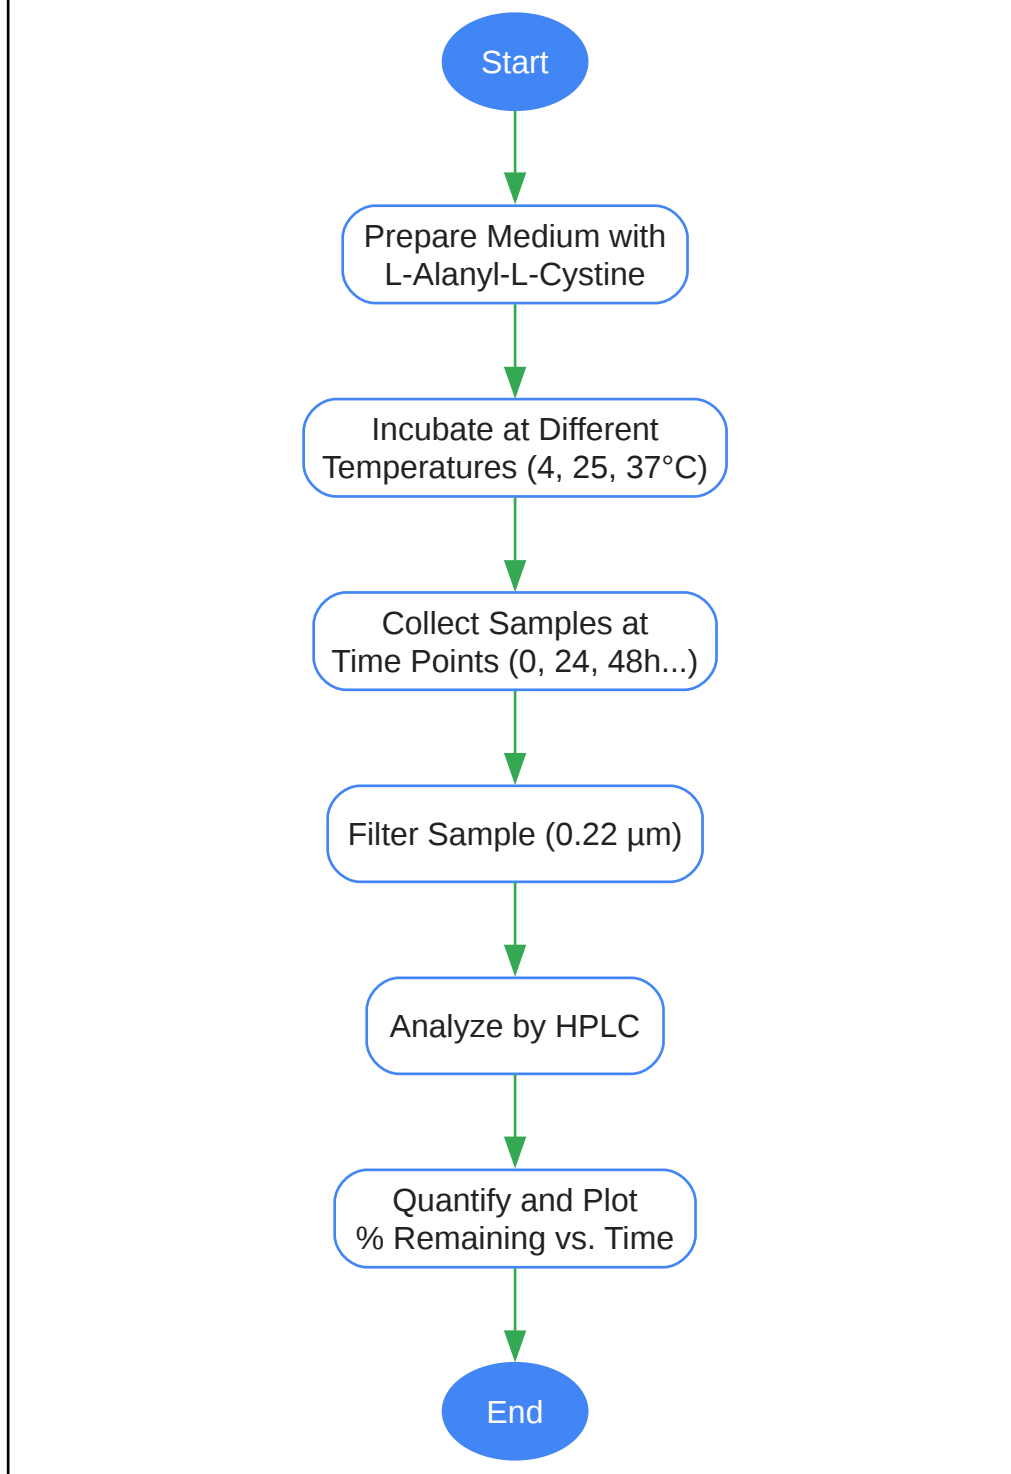 Start
Prepare Medium with
L-Alanyl-L-Cystine
Incubate at Different
Temperatures (4, 25, 37°C)
Collect Samples at
Time Points (0, 24, 48h...)
Filter Sample (0.22 µm)
Analyze by HPLC
Quantify and Plot
% Remaining vs. Time
End